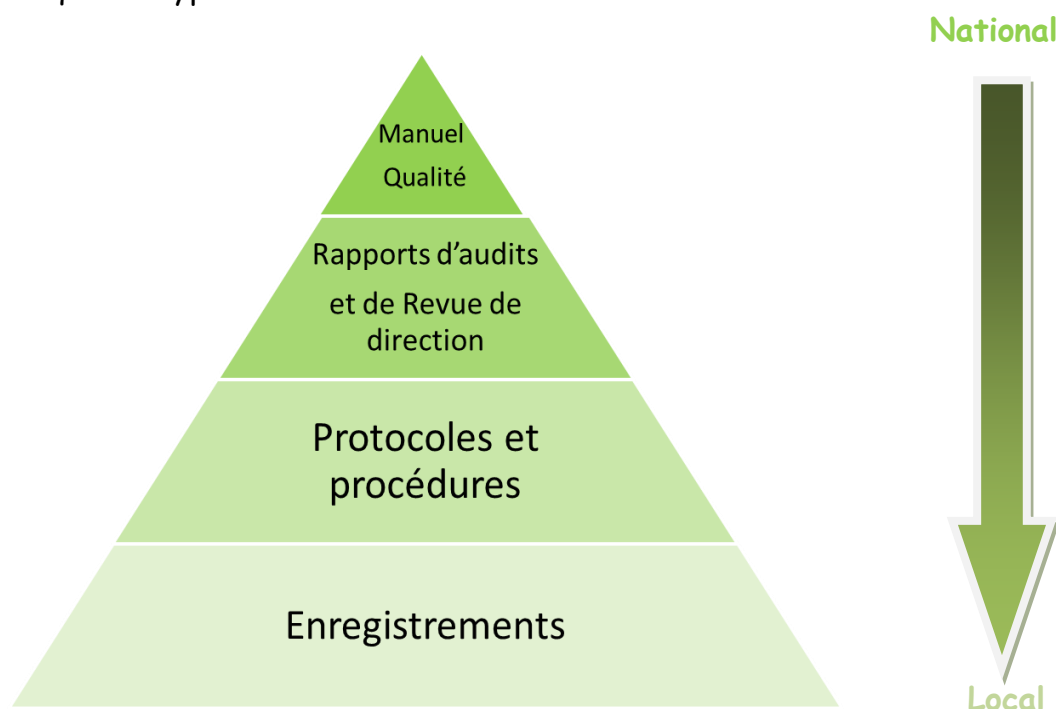 National
Manuel
Qualité
Rapports d'audits
et de Revue de
direction
Protocoles et
procédures
Enregistrements
Local